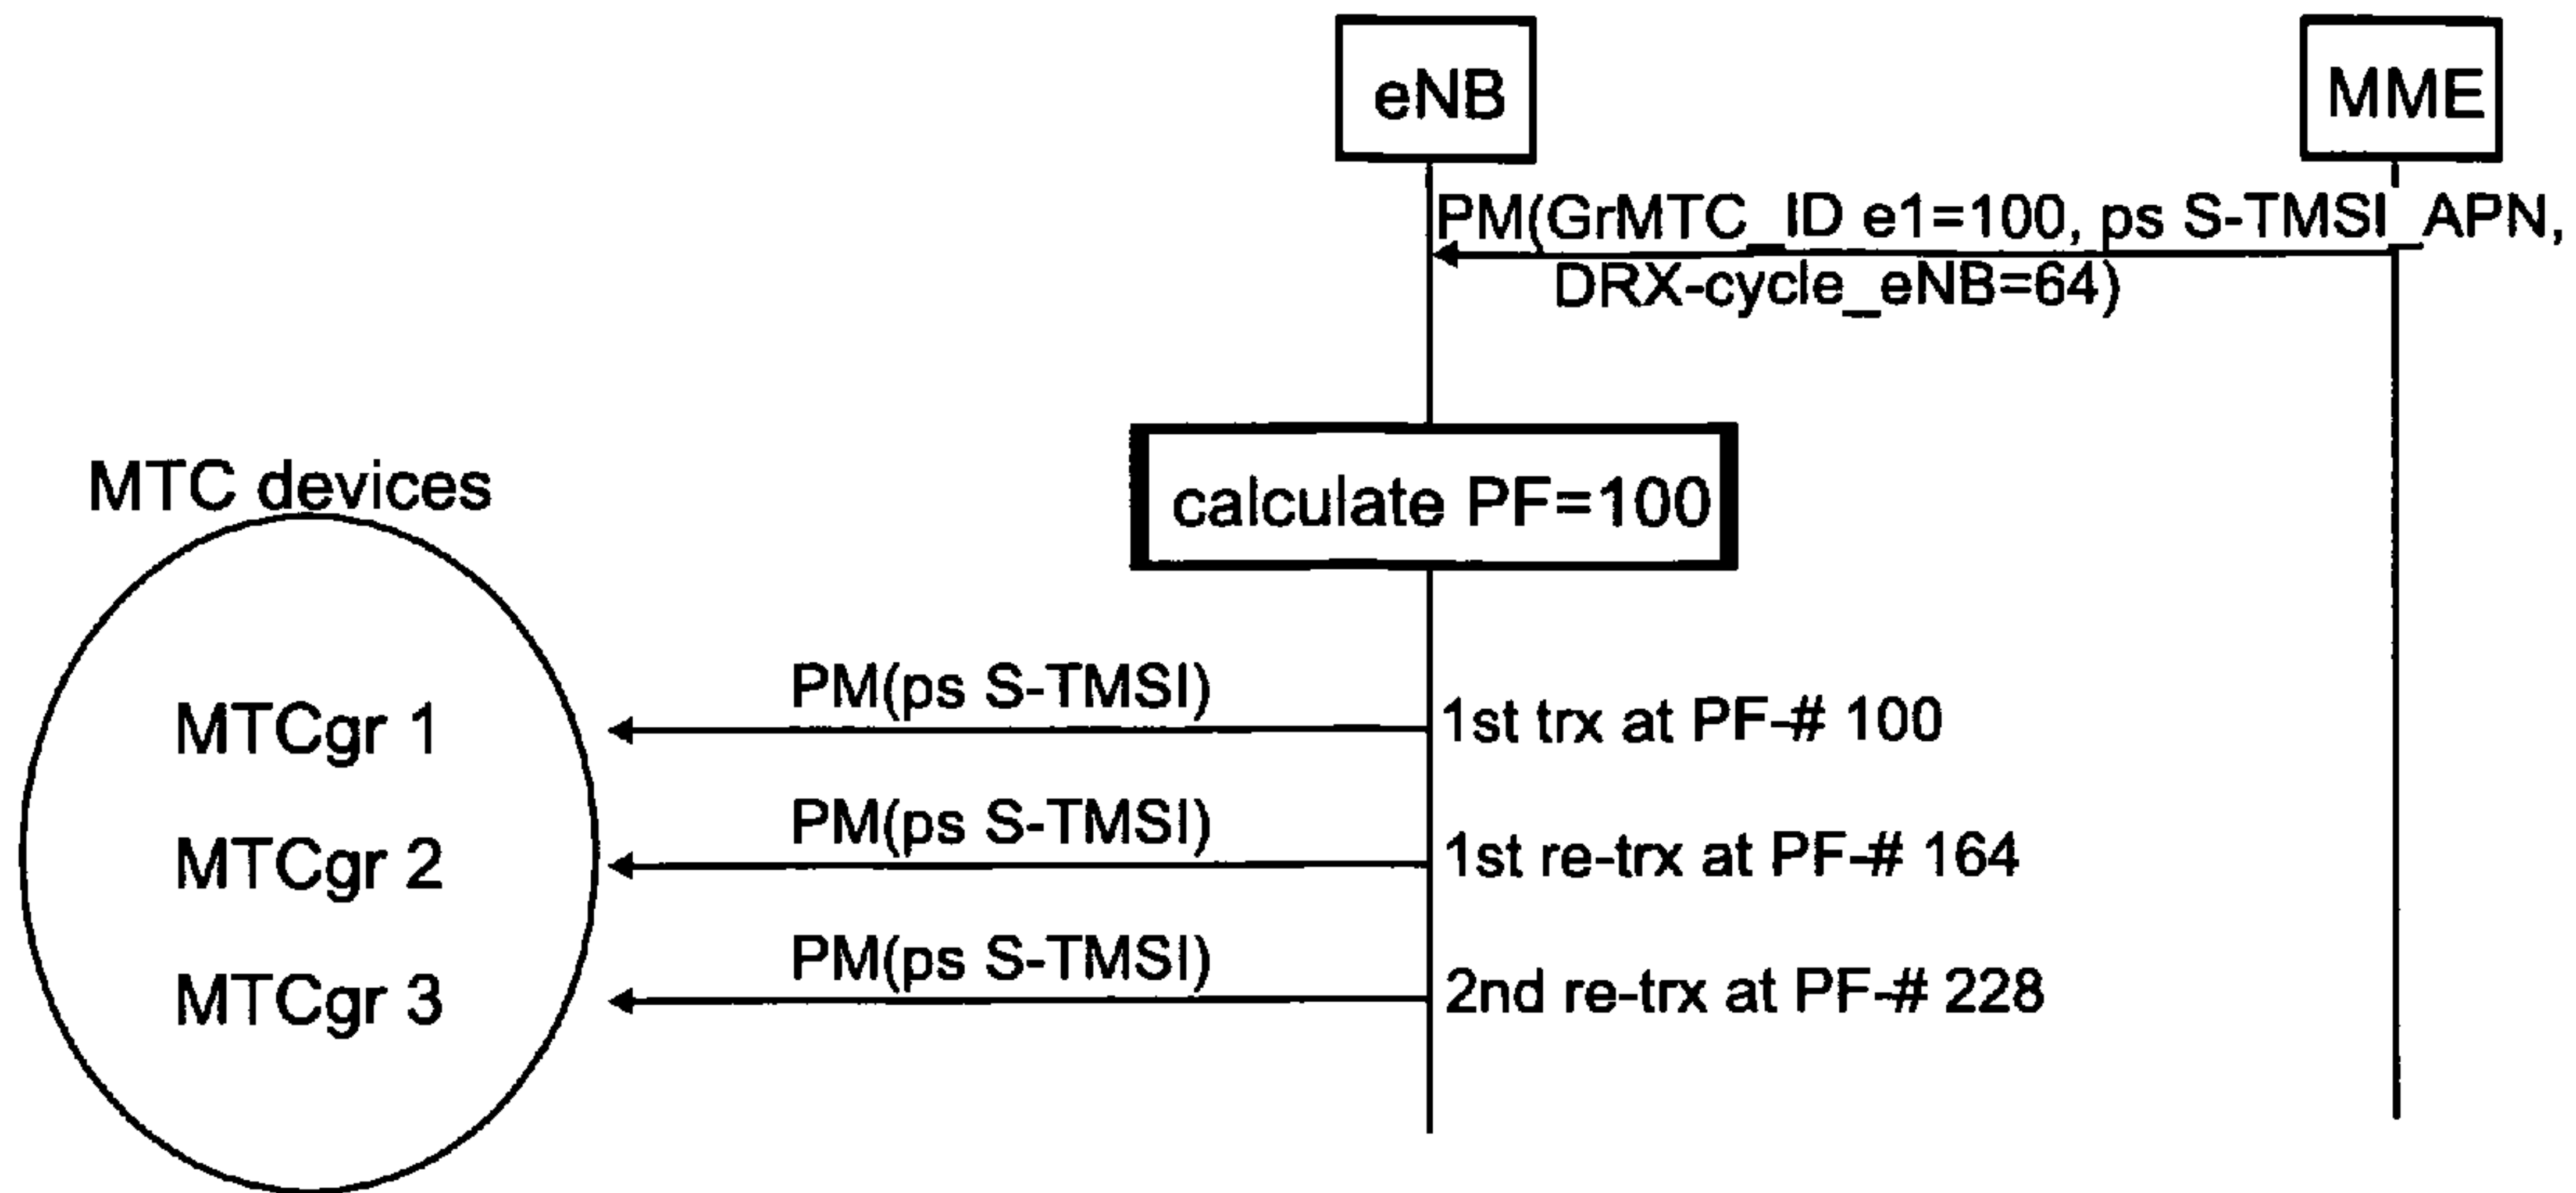 eNB
MME
PM(GrMTC_ID e1=100, ps S-TMSI_APN,
DRX-cycle_eNB=64)
calculate PF=100
MTC devices
PM(ps S-TMSI)
MTCgr 1
1st trx at PF-# 100
PM(ps S-TMSI)
MTCgr 2
1st re-trx at PF-# 164
PM(ps S-TMSI)
MTCgr 3
2nd re-trx at PF-# 228